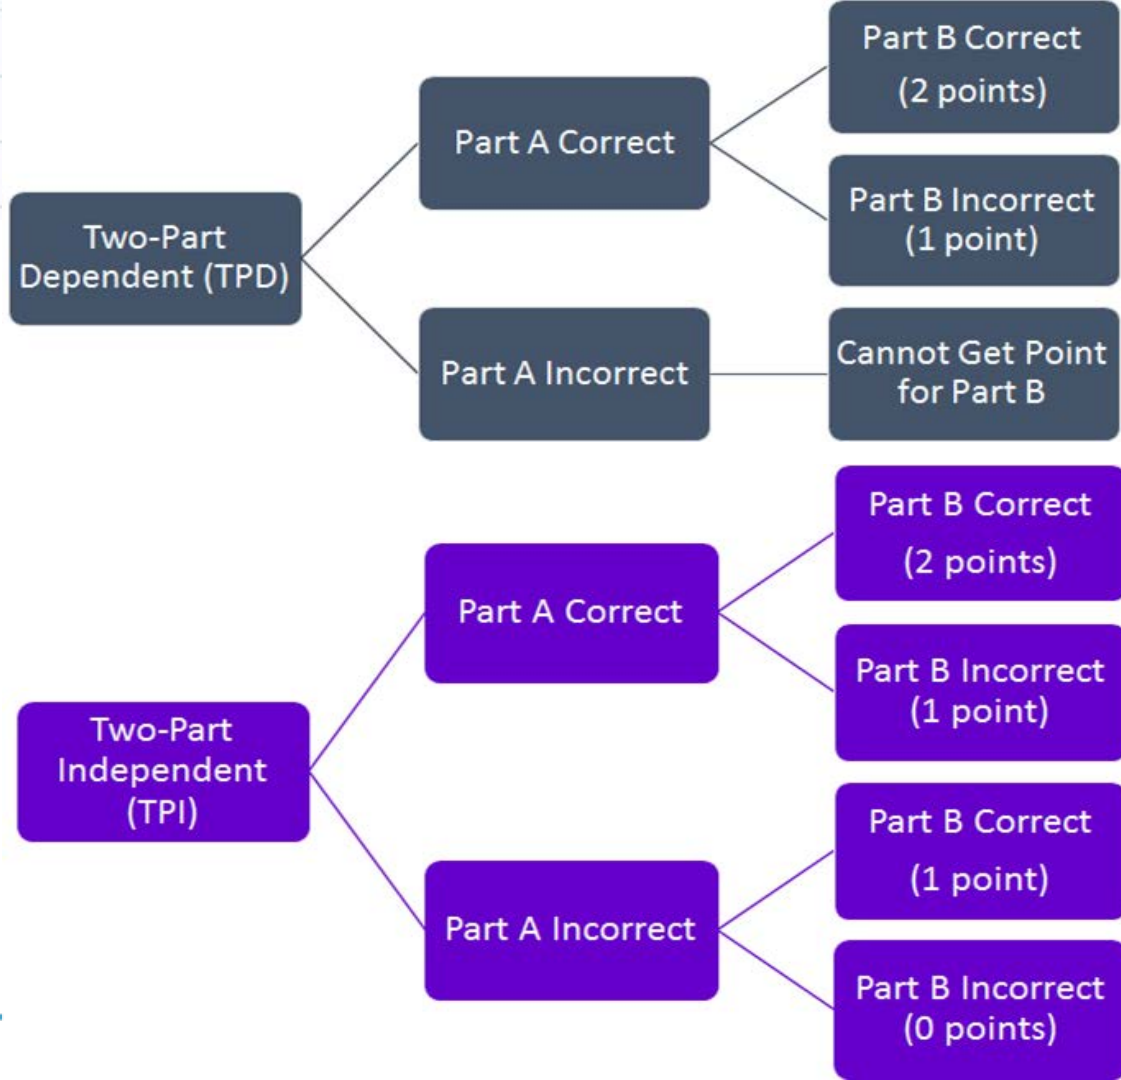 Two-Part
Dependent (TPD)
Part A Correct
Part B Correct
(2 points)
Part B Incorrect
(1 point)
Part A Incorrect
Cannot Get Point
for Part B
Two-Part
Independent
(TPI)
Part A Correct
Part B Correct
(2 points)
Part B Incorrect
(1 point)
Part A Incorrect
Part B Correct
(1 point)
Part B Incorrect
(0 points)